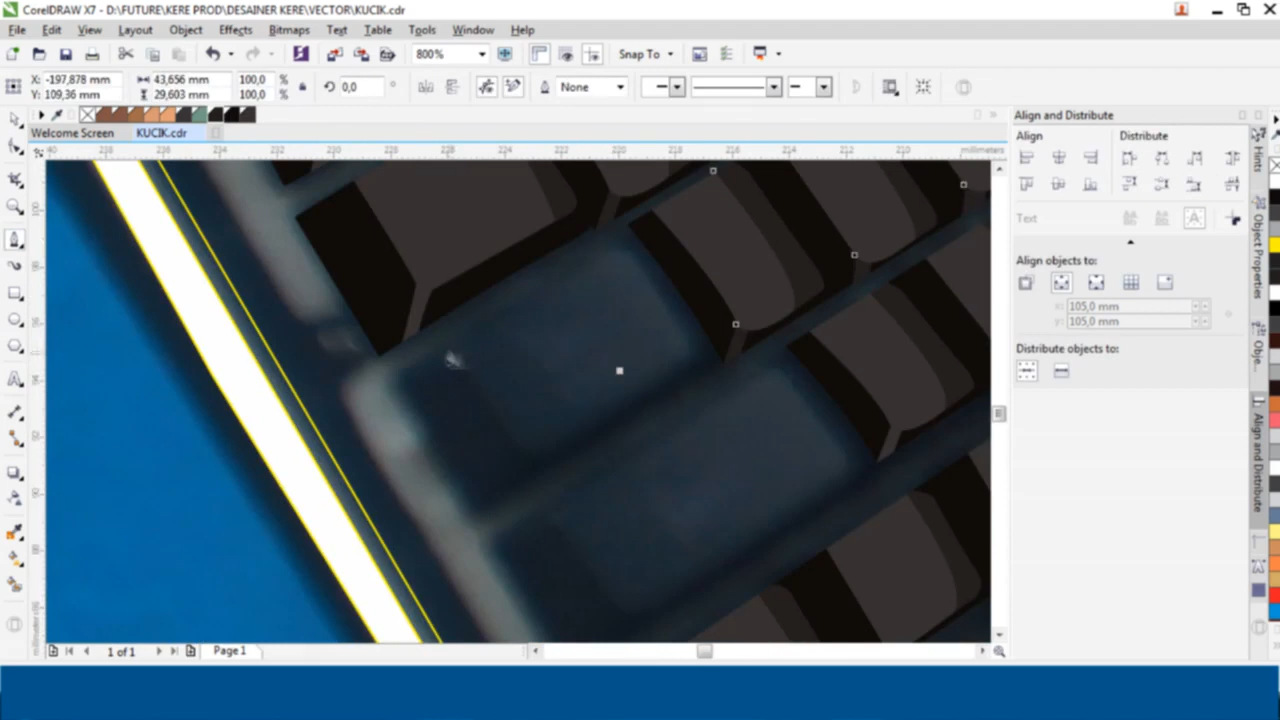 CorelDRAW X7 - D:\FUTURE\KERE PROD\DESAINER KERE\VECTOR\KUCIK.cdr
File Edit View Layout Object Effects Bitmaps Text Table Tools Window Help
800% Snap To
X: -197,878 mm 43,656 mm 100,0 % 0,0 ° None
Y: 109,36 mm 29,603 mm 100,0 %
Align and Distribute
Welcome Screen KUCIK.cdr
Align Distribute
millimeters
Hints
Text
Object Properties
Align objects to:
x: 105,0 mm
y: 105,0 mm
Obje...
Distribute objects to:
Align and Distribute
millimeters
1 of 1 Page 1